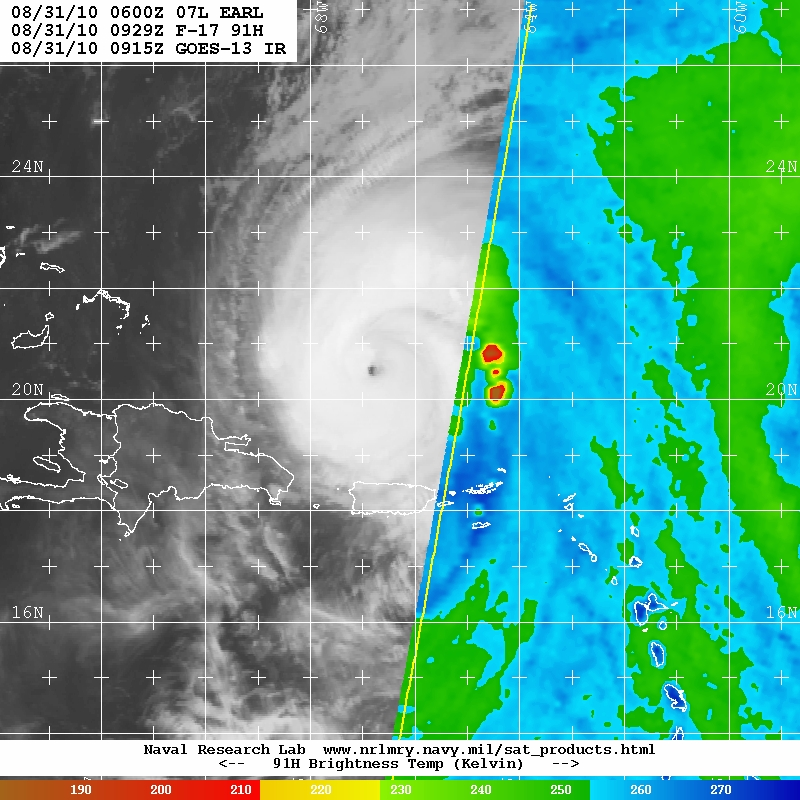 08/31/10 0600Z 07L EARL
08/31/10 0929Z F-17 91H
08/31/10 0915Z GOES-13 IR
68W
60W
24N 24N
20N 20N
16N 16N
Naval Research Lab www.nrlmry.navy.mil/sat_products.html
<-- 91H Brightness Temp (Kelvin) -->
190 200 210 220 230 240 250 260 270